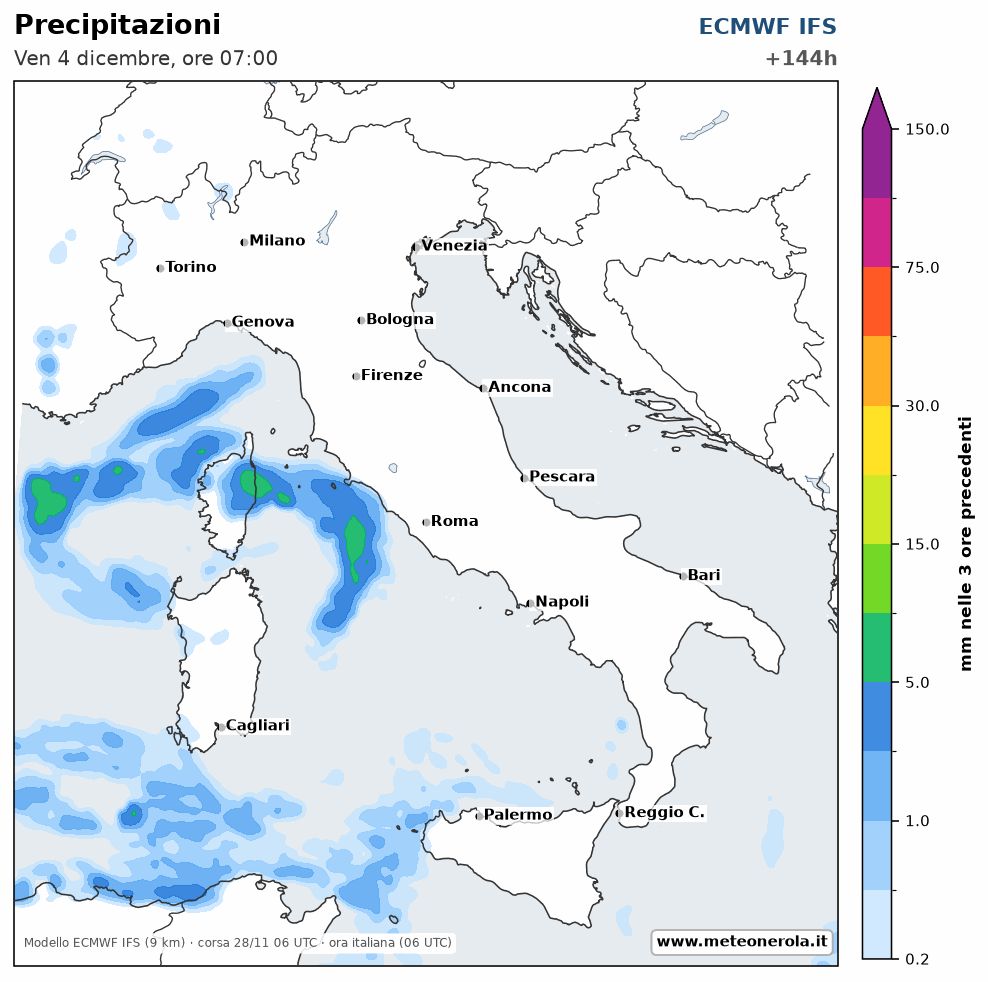 Precipitazioni
ECMWF IFS
Ven 4 dicembre, ore 07:00
+144h
150.0
75.0
30.0
15.0
5.0
1.0
0.2
mm nelle 3 ore precedenti
Milano
Venezia
Torino
Genova
Bologna
Firenze
Ancona
Pescara
Roma
Bari
Napoli
Cagliari
Palermo
Reggio C.
Modello ECMWF IFS (9 km) · corsa 28/11 06 UTC · ora italiana (06 UTC)
www.meteonerola.it